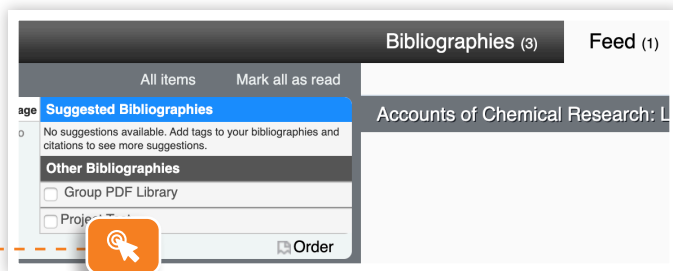 Bibliographies (3)
Feed (1)
All items
Mark all as read
age
Suggested Bibliographies
Accounts of Chemical Research: L
No suggestions available. Add tags to your bibliographies and
citations to see more suggestions.
Other Bibliographies
Group PDF Library
Order